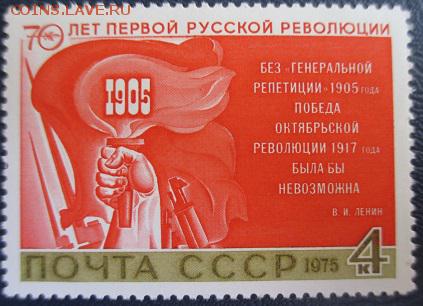 COINS.LAVE.RU
70 ЛЕТ ПЕРВОЙ РУССКОЙ РЕВОЛЮЦИИ
1905
БЕЗ «ГЕНЕРАЛЬНОЙ
РЕПЕТИЦИИ» 1905 ГОДА
ПОБЕДА
ОКТЯБРЬСКОЙ
РЕВОЛЮЦИИ 1917 ГОДА
БЫЛА БЫ
НЕВОЗМОЖНА
В. И. ЛЕНИН
ПОЧТА СССР 1975 4 К